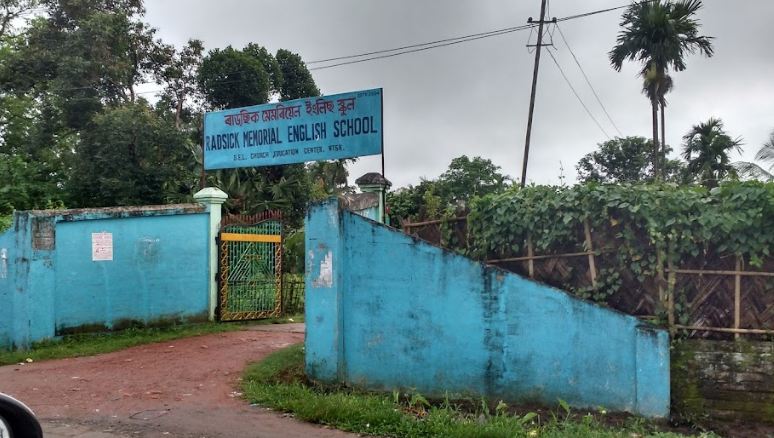 ৰাডছিক মেমৰিয়েল ইংলিছ স্কুল
RADSICK MEMORIAL ENGLISH SCHOOL
CHURCH EDUCATION CENTER,